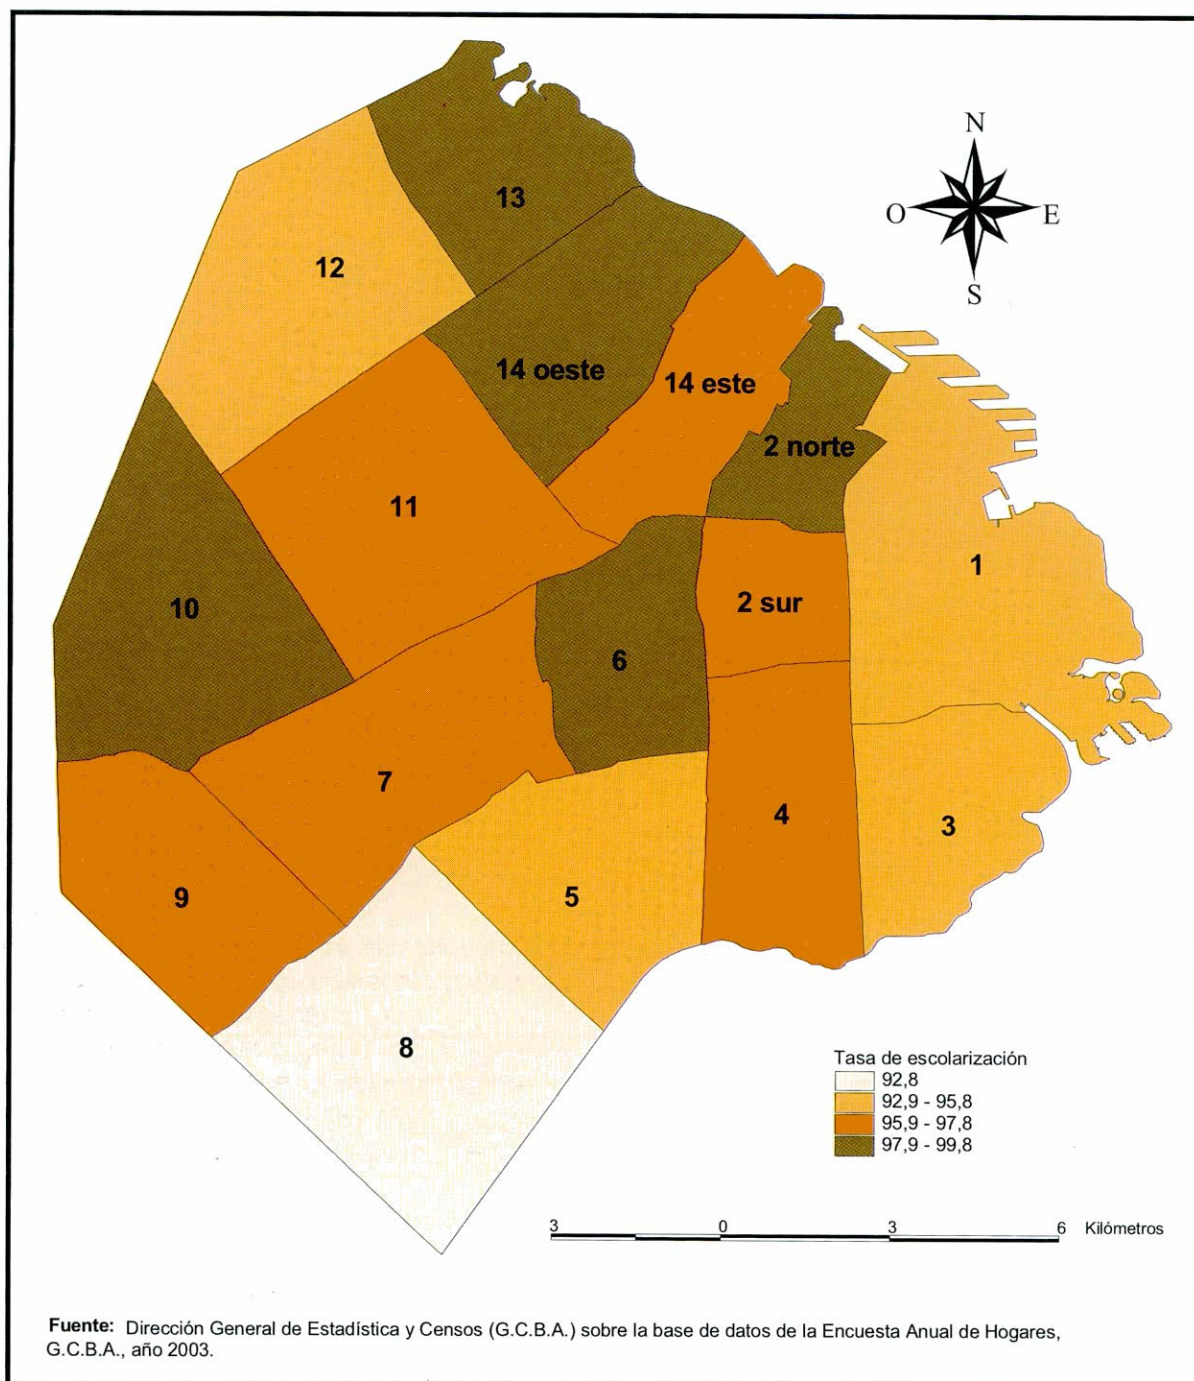 N
13
O
E
12
S
14 oeste
14 este
2 norte
11
1
2 sur
10
6
7
4
3
9
5
8
Tasa de escolarización
92,8
92,9 - 95,8
95,9 - 97,8
97,9 - 99,8
3 0 3 6 Kilómetros
Fuente: Dirección General de Estadística y Censos (G.C.B.A.) sobre la base de datos de la Encuesta Anual de Hogares,
G.C.B.A., año 2003.